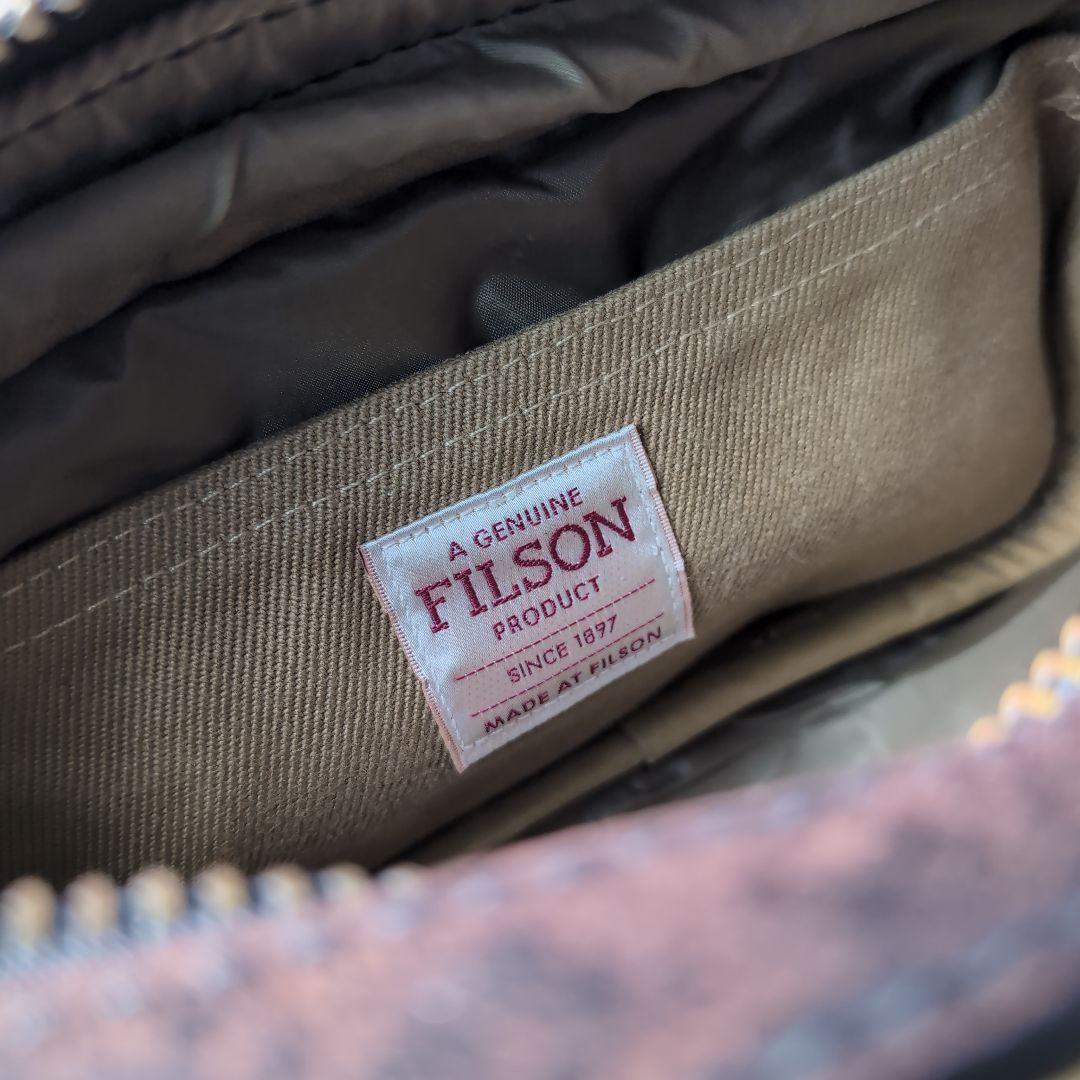 A GENUINE
FILSON
PRODUCT
SINCE 1897
MADE AT FILSON